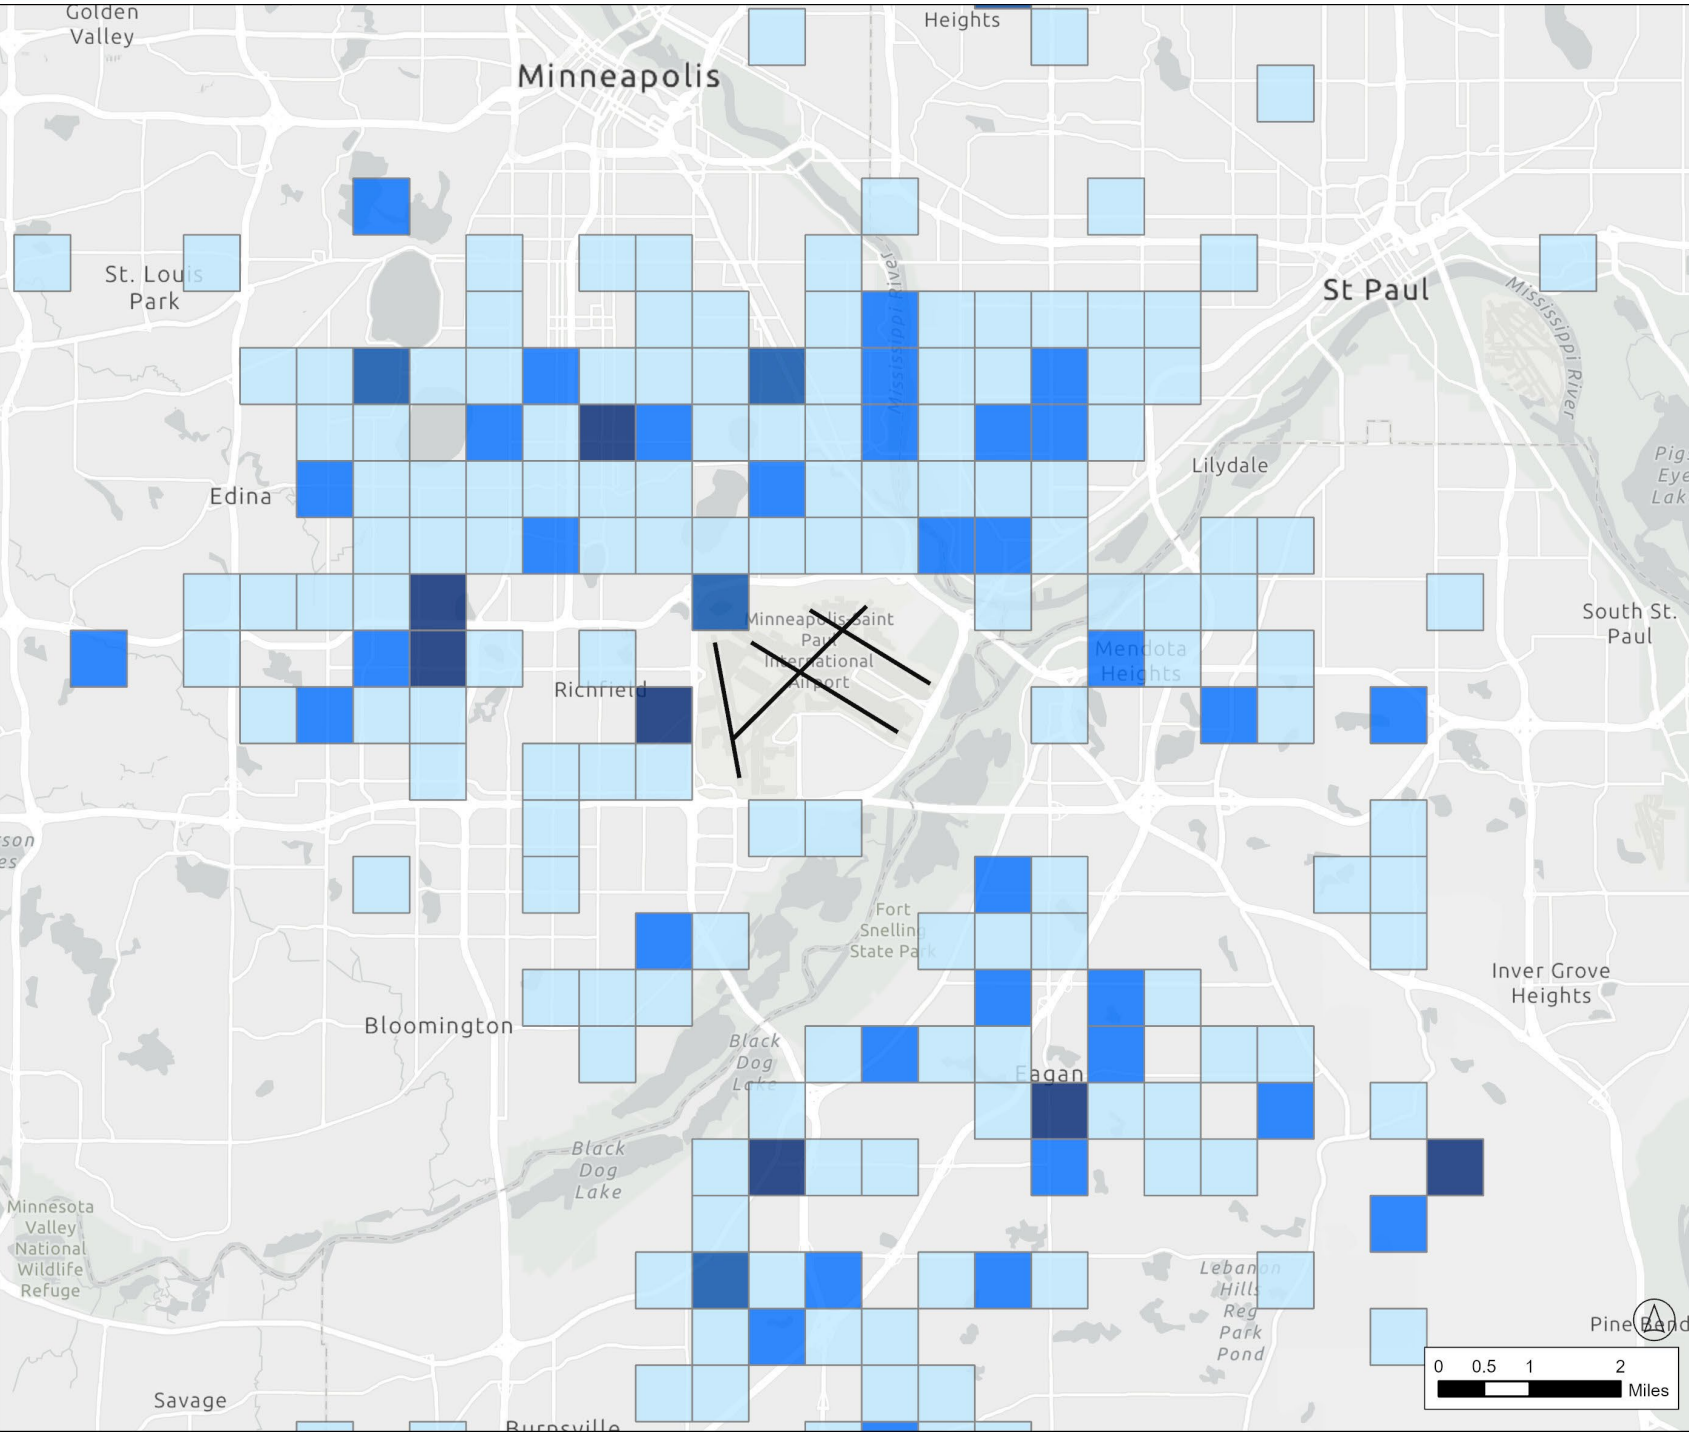 Golden
Valley
Heights
Minneapolis
St. Louis
Park
Mississippi River
St Paul
Mississippi River
Mississippi River
Lilydale
Edina
Minneapolis-Saint
Paul
International
Airport
South St.
Paul
Mendota
Heights
Richfield
Fort
Snelling
State Park
Inver Grove
Heights
Bloomington
Black
Dog
Lake
Eagan
Black
Dog
Lake
Minnesota
Valley
National
Wildlife
Refuge
Lebanon
Hills
Reg
Park
Pond
Pine Bend
0 0.5 1 2
Miles
Savage
Burnsville